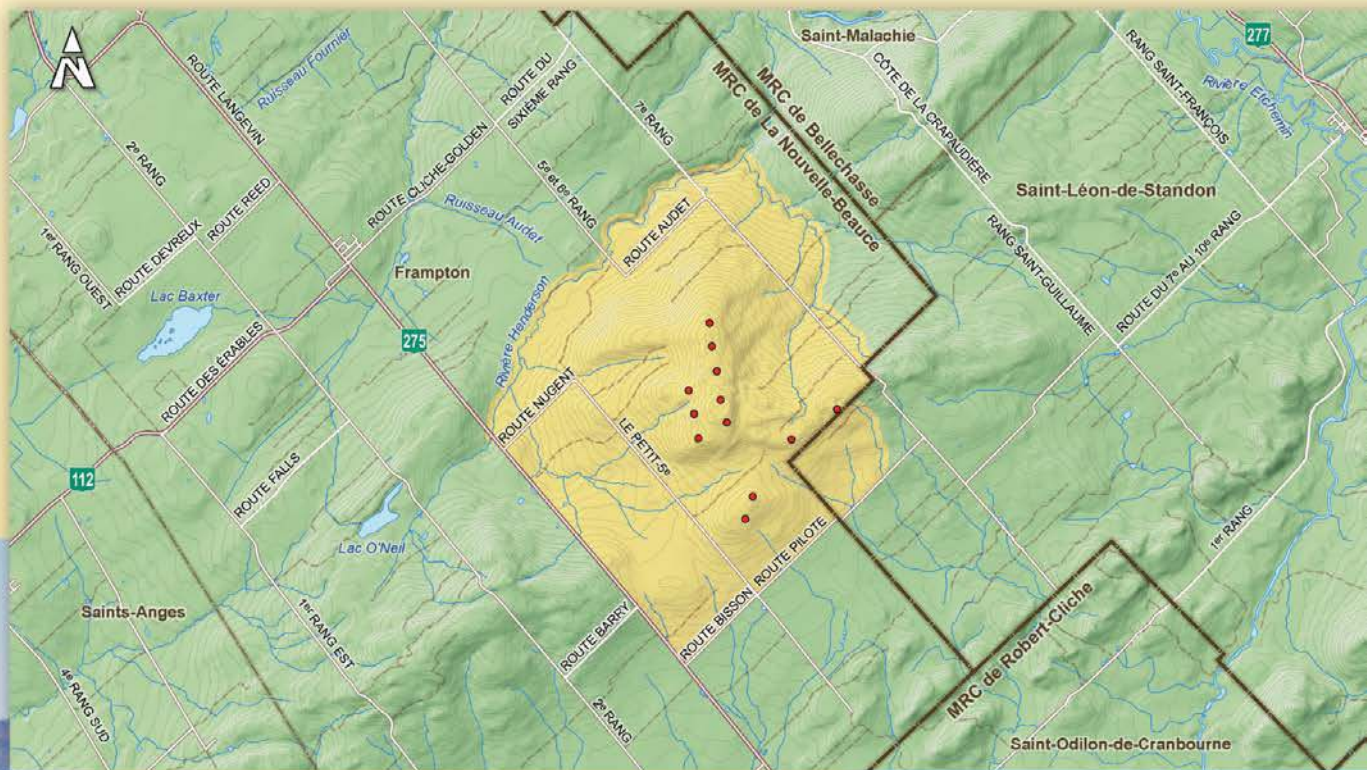 N
Saint-Malachie
277
ROUTE LANGEVIN
Ruisseau Fournier
ROUTE DU
SIXIÈME RANG
7e RANG
MRC de Bellechasse
MRC de La Nouvelle-Beauce
CÔTE DE LA CRAPAUDIÈRE
RANG SAINT-FRANÇOIS
Rivière Etchemin
2e RANG
ROUTE REED
ROUTE CLICHE-GOLDEN
5e et 6e RANG
Saint-Léon-de-Standon
1er RANG OUEST
ROUTE DEVREUX
Ruisseau Audet
ROUTE AUDET
RANG SAINT-GUILLAUME
ROUTE DU 7e AU 10e RANG
Frampton
Lac Baxter
Rivière Henderson
275
ROUTE DES ÉRABLES
ROUTE NUGENT
LE PETIT-5e
112
ROUTE FALLS
Lac O'Neil
ROUTE PILOTE
1er RANG
Saints-Anges
1er RANG EST
ROUTE BARRY
ROUTE BISSON
MRC de Robert-Cliche
4e RANG SUD
2e RANG
Saint-Odilon-de-Cranbourne